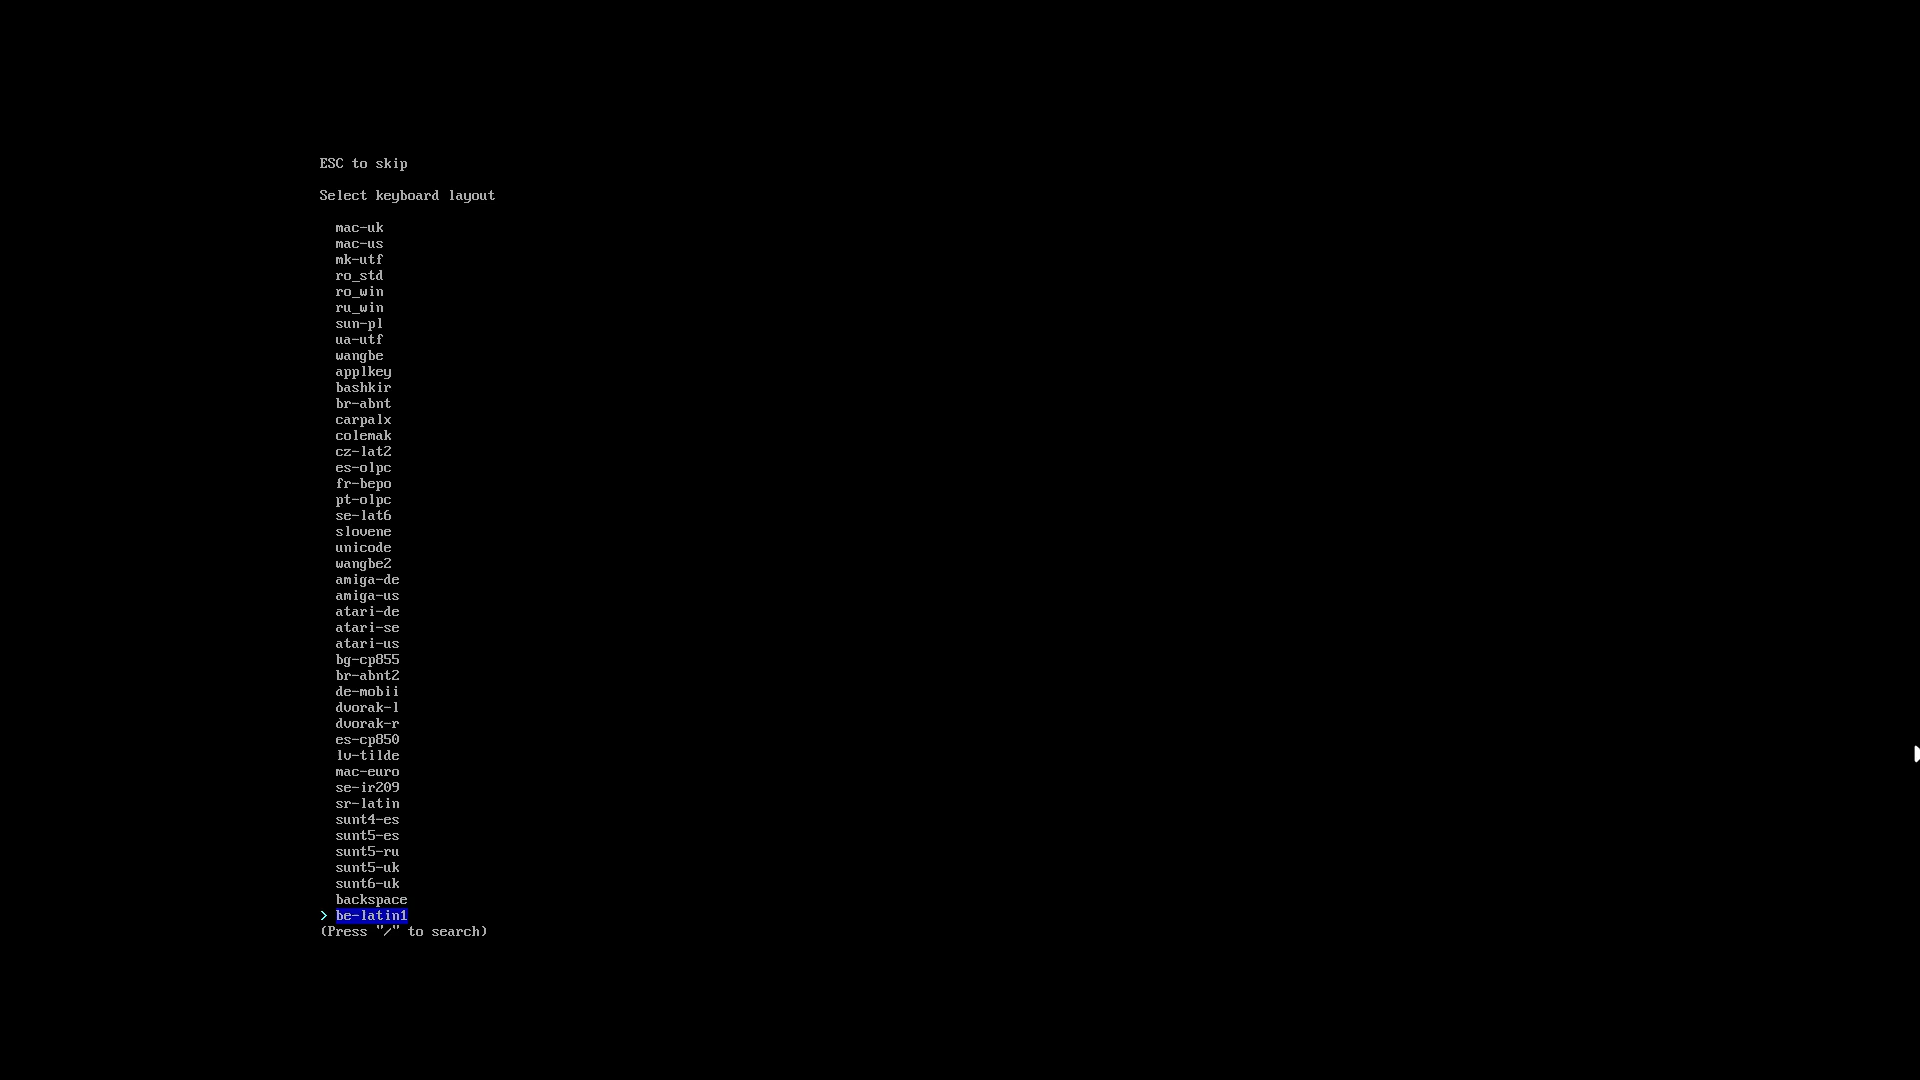 ESC to skip
Select keyboard layout
mac-uk
mac-us
mk-utf
ro_std
ro_win
ru_win
sun-pl
ua-utf
wangbe
applkey
bashkir
br-abnt
carpalx
colemak
cz-lat2
es-olpc
fr-bepo
pt-olpc
se-lat6
slovene
unicode
wangbe2
amiga-de
amiga-us
atari-de
atari-se
atari-us
bg-cp855
br-abnt2
de-mobii
dvorak-l
dvorak-r
es-cp850
lv-tilde
mac-euro
se-ir209
sr-latin
sunt4-es
sunt5-es
sunt5-ru
sunt5-uk
sunt6-uk
backspace
> be-latin1
(Press "/" to search)